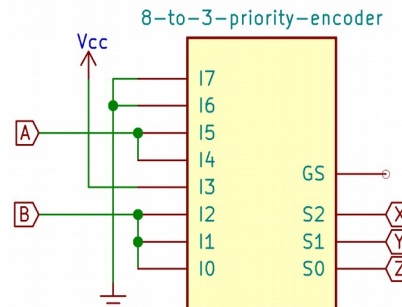 8-to-3-priority-encoder
Vcc
I7
I6
A
I5
I4
I3
GS
B
I2
S2
X
I1
S1
Y
I0
S0
Z